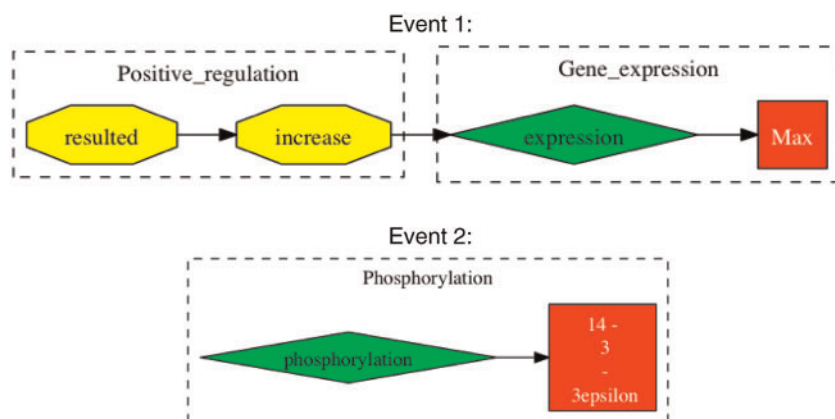 Event 1:
Positive_regulation
Gene_expression
resulted
increase
expression
Max
Event 2:
Phosphorylation
phosphorylation
14 -
3
-
3epsilon